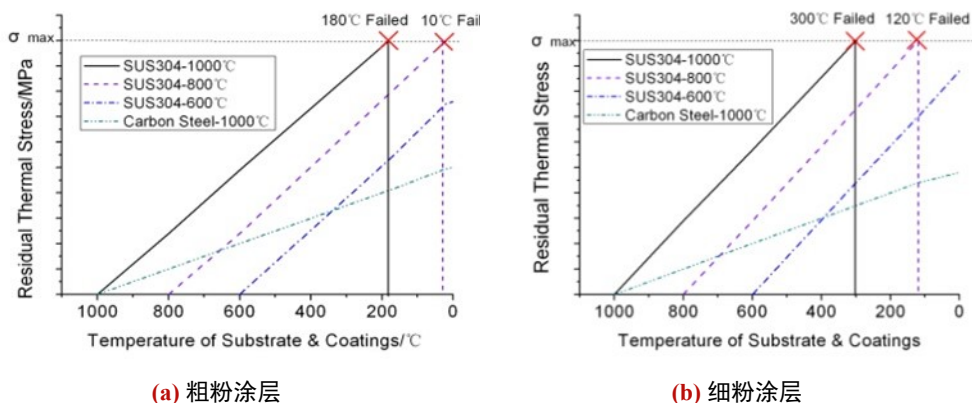 180℃ Failed
10℃ Fai
σ max
SUS304-1000℃
SUS304-800℃
SUS304-600℃
Carbon Steel-1000℃
Residual Thermal Stress/MPa
1000 800 600 400 200 0
Temperature of Substrate & Coatings/℃
(a) 粗粉涂层
300℃ Failed
120℃ Failed
σ max
SUS304-1000℃
SUS304-800℃
SUS304-600℃
Carbon Steel-1000℃
Residual Thermal Stress
1000 800 600 400 200 0
Temperature of Substrate & Coatings
(b) 细粉涂层